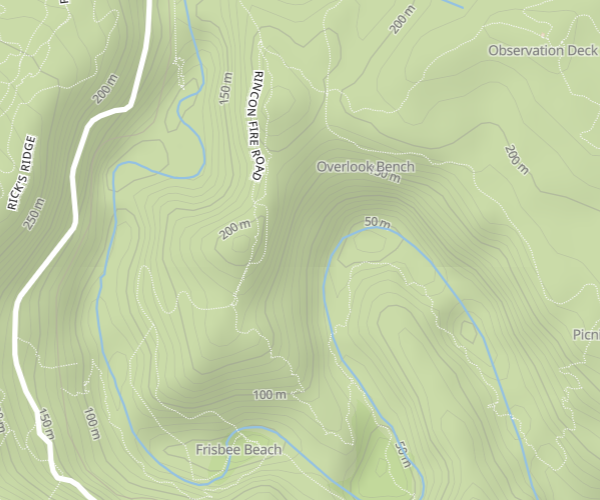 200 m
Observation Deck
200 m
150 m
RINCON FIRE ROAD
RICK'S RIDGE
200 m
Overlook Bench
250 m
200 m
50 m
Picni
100 m
150 m
100 m
Frisbee Beach
50 m